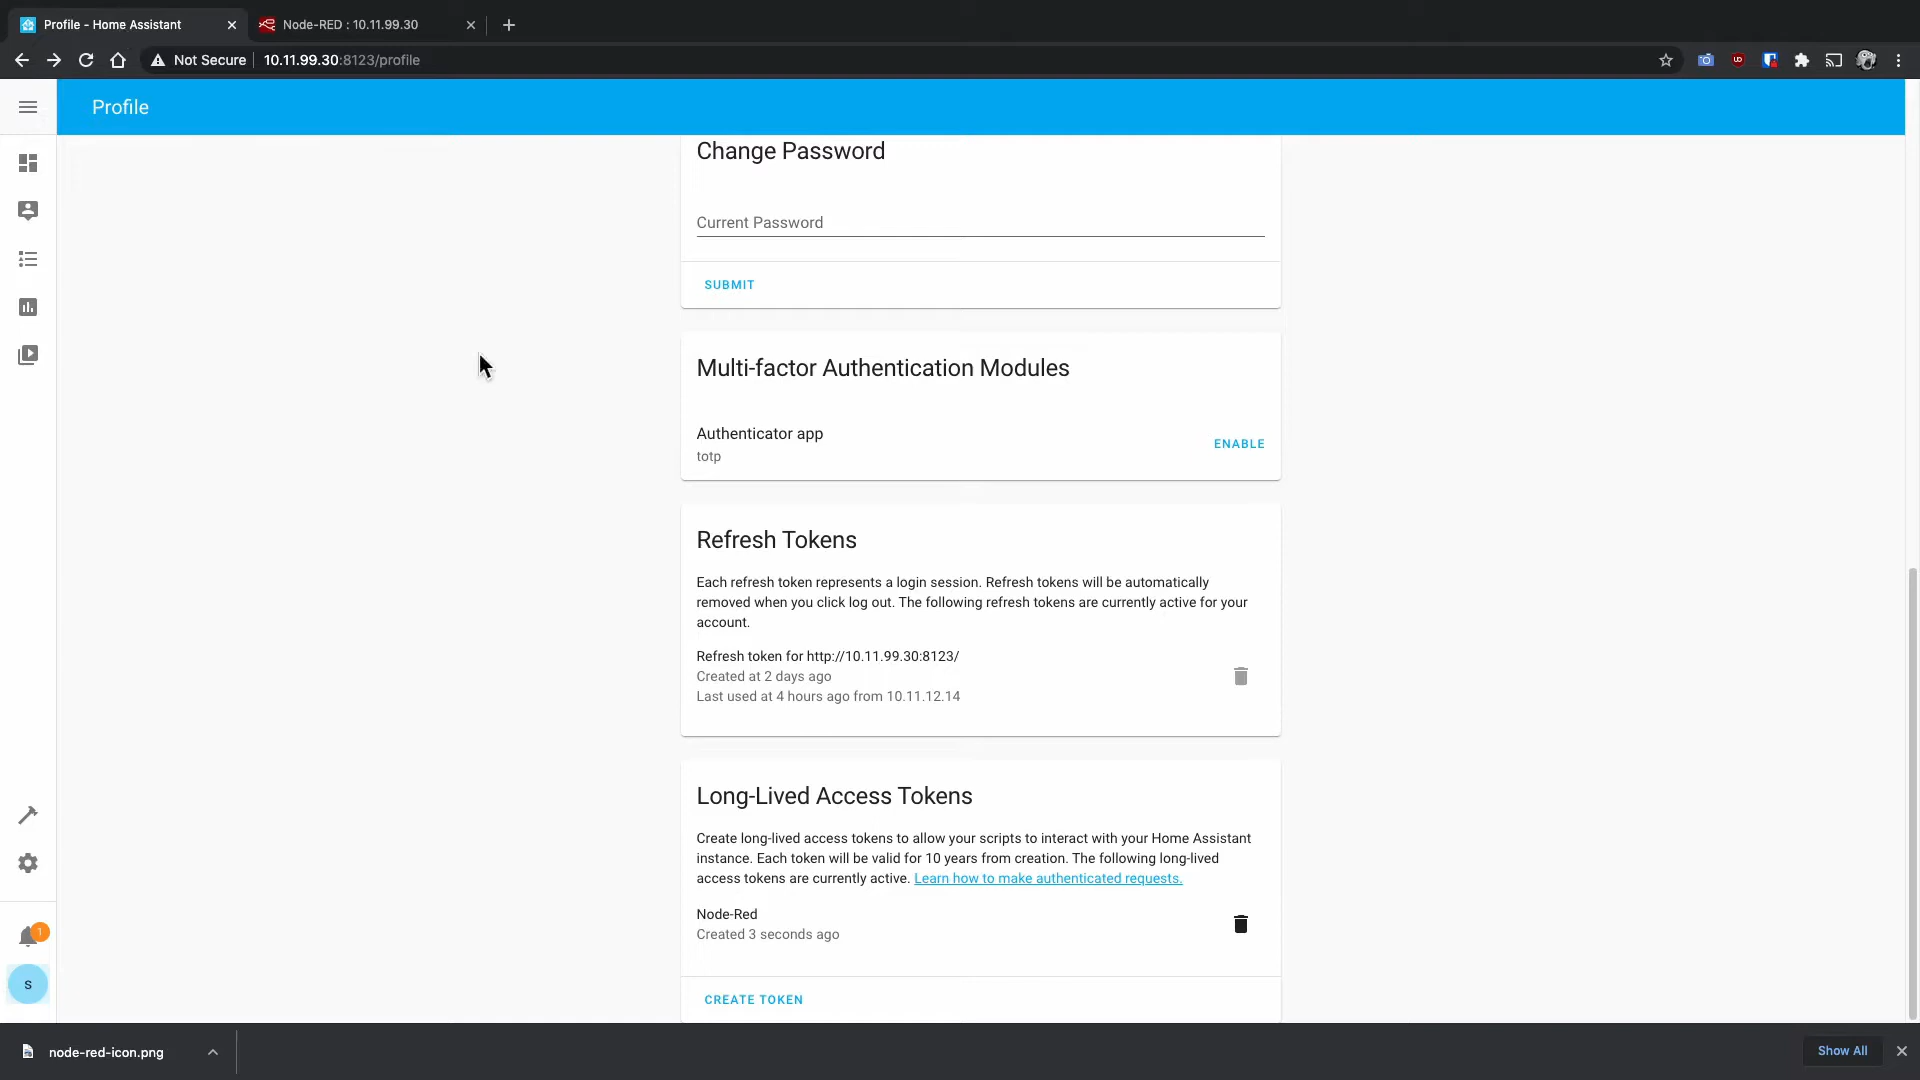 Profile - Home Assistant
Node-RED : 10.11.99.30
Not Secure
10.11.99.30:8123/profile
Profile
Change Password
Current Password
SUBMIT
Multi-factor Authentication Modules
Authenticator app
totp
ENABLE
Refresh Tokens
Each refresh token represents a login session. Refresh tokens will be automatically
removed when you click log out. The following refresh tokens are currently active for your
account.
Refresh token for http://10.11.99.30:8123/
Created at 2 days ago
Last used at 4 hours ago from 10.11.12.14
Long-Lived Access Tokens
Create long-lived access tokens to allow your scripts to interact with your Home Assistant
instance. Each token will be valid for 10 years from creation. The following long-lived
access tokens are currently active. Learn how to make authenticated requests.
Node-Red
Created 3 seconds ago
CREATE TOKEN
1
s
node-red-icon.png
Show All